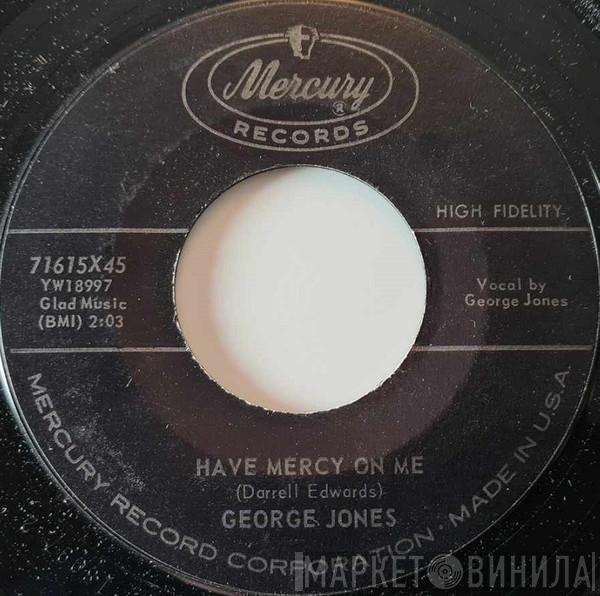 Mercury
®
RECORDS
HIGH FIDELITY
71615X45
YW18997
Glad Music
(BMI) 2:03
Vocal by
George Jones
HAVE MERCY ON ME
(Darrell Edwards)
GEORGE JONES
MERCURY RECORD CORPORATION · MADE IN U.S.A.
МАРКЕТ ВИНИЛА